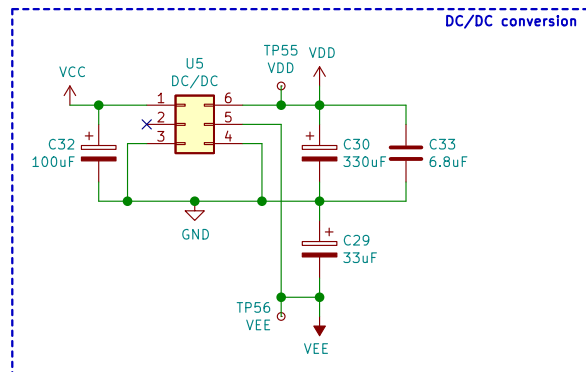 DC/DC conversion
TP55
VDD
VDD
VCC
U5
DC/DC
1
2
3
6
5
4
C32
100uF
C30
330uF
C33
6.8uF
GND
C29
33uF
TP56
VEE
VEE